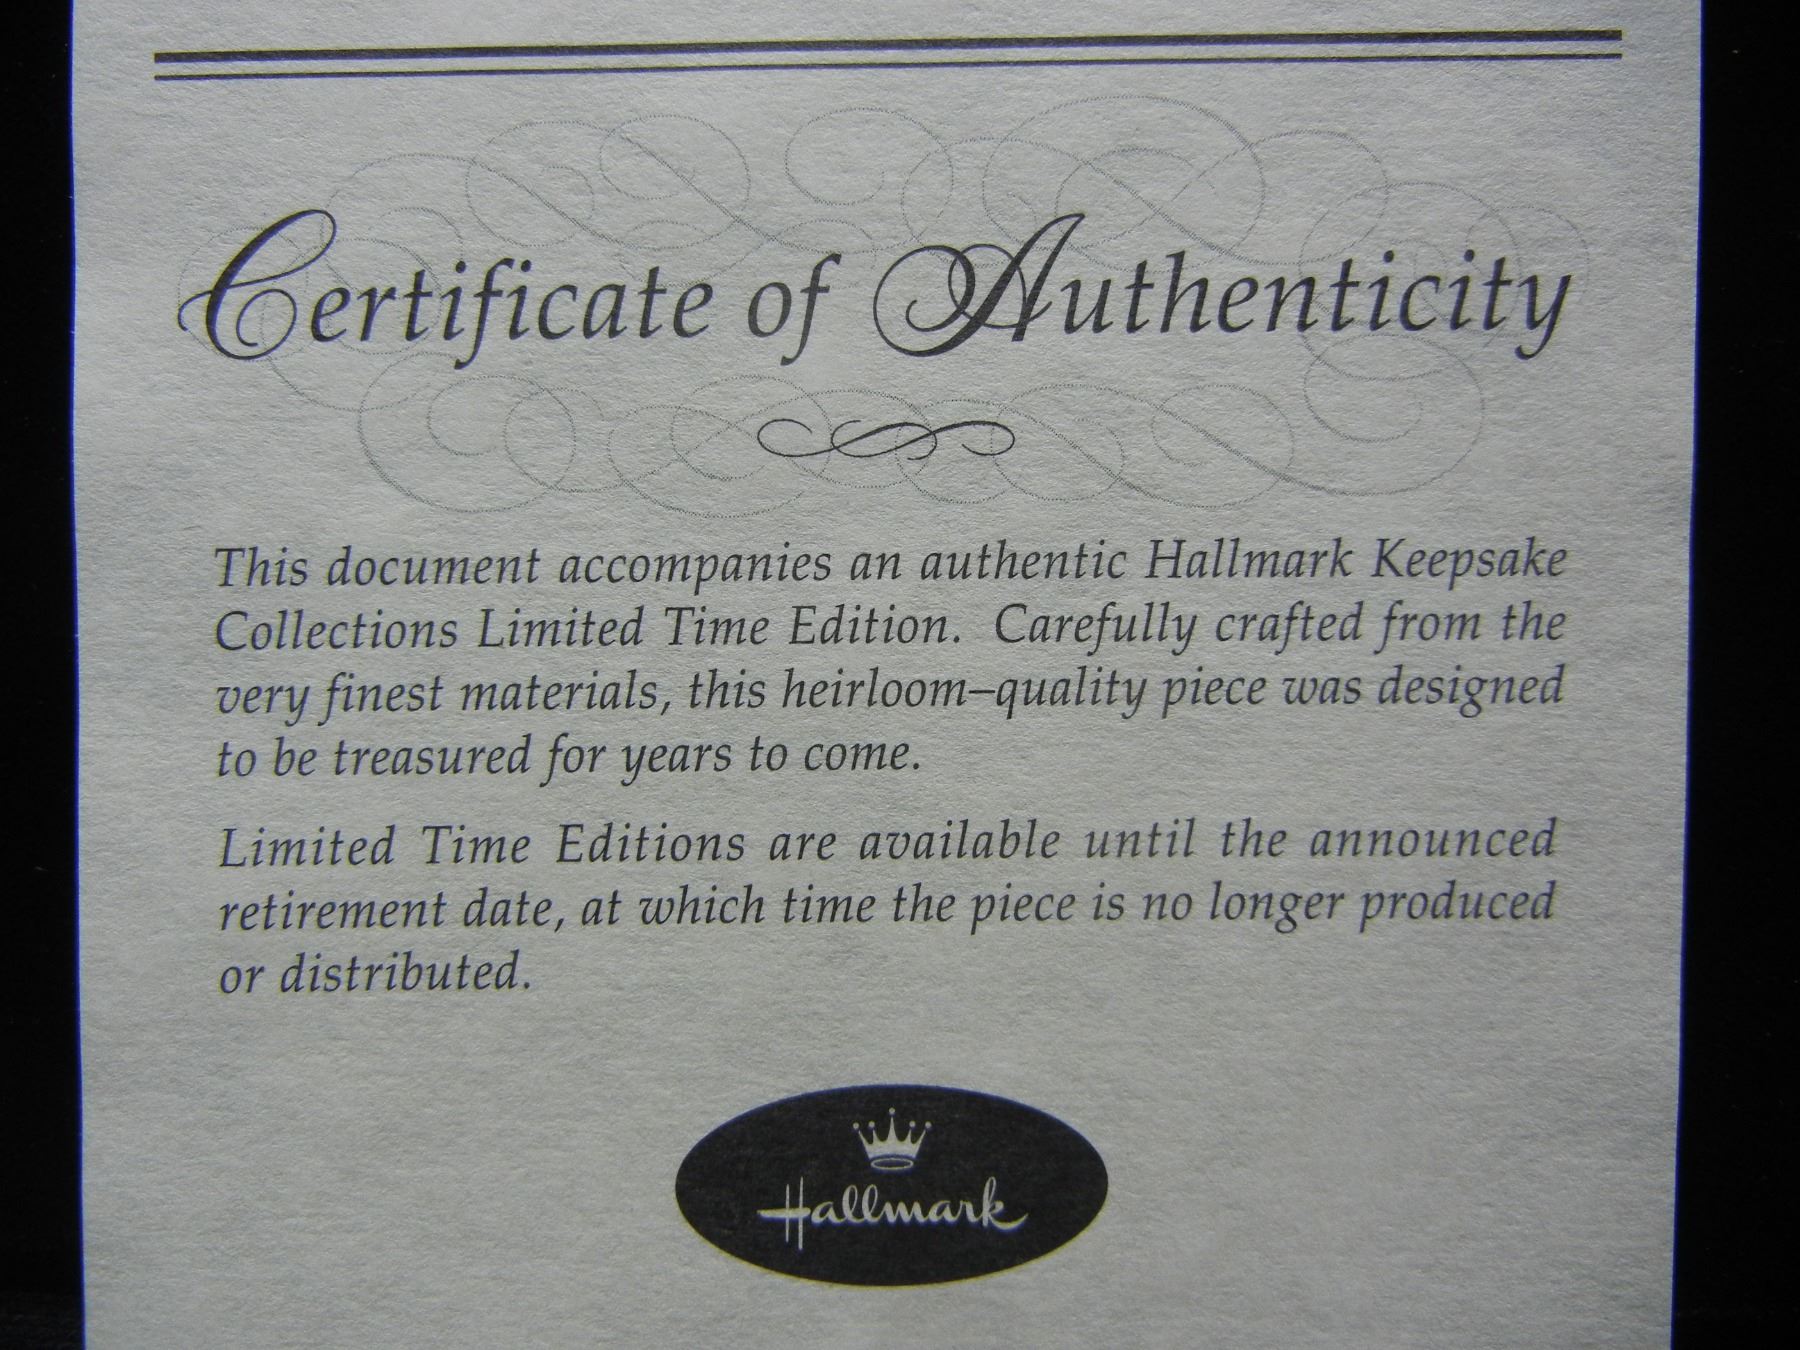 Certificate of Authenticity
This document accompanies an authentic Hallmark Keepsake
Collections Limited Time Edition. Carefully crafted from the
very finest materials, this heirloom–quality piece was designed
to be treasured for years to come.
Limited Time Editions are available until the announced
retirement date, at which time the piece is no longer produced
or distributed.
Hallmark